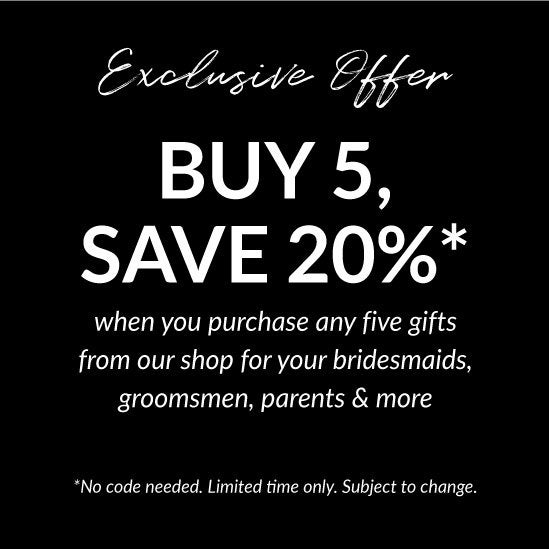 Exclusive Offer
BUY 5,
SAVE 20%*
when you purchase any five gifts
from our shop for your bridesmaids,
groomsmen, parents & more
*No code needed. Limited time only. Subject to change.